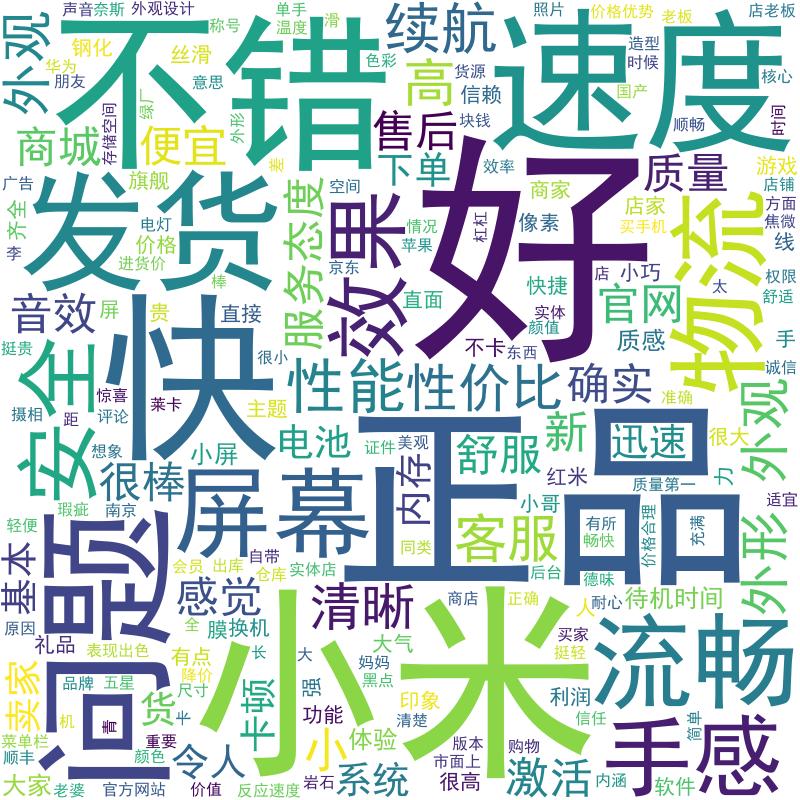 声音
奈斯
外观设计
称号
单手
滑
照片
价格优势
老板
店老板
外观
钢化
华为
朋友
不错
丝滑
意思
温度
续航
色彩
高
货源
信赖
块钱
速度
造型
时候
国产
核心
顺畅
时间
商城
存储空间
绿厂
便宜
外形
差
售后
下单
效率
质量
游戏
广告
齐全
李
发货
旗舰
电灯
价格
进货价
棒
服务态度
空间
京东
效果
情况
苹果
直面
好
杠杠
像素
商家
快捷
店
实体
颜值
店家
小巧
买手机
官网
质感
物流
店铺
方面
焦微
线
权限
舒适
太
手
诚信
音效
屏
贵
直接
挺贵
惊喜
很小
摄相
距
评论
莱卡
快
主题
不卡
东西
性能
性价比
确实
准确
安全
想象
很棒
小屏
电池
证件
美观
内存
舒服
新
红米
正品
迅速
很大
外观
质量第一
力
适宜
轻便
瑕疵
南京
屏幕
同类
客服
小哥
后台
有所
畅快
德味
价格合理
充满
外形
基本
问题
会员
出库
自带
仓库
实体店
感觉
清晰
商店
正确
人
耐心
待机时间
原因
礼品
全
膜换机
表现出色
有点
降价
长
大气
大
妈妈
黑点
小米
买家
挺轻
流畅
卖家
品牌
五星
货
尺寸
卡顿
强
功能
印象
清楚
利润
信任
简单
机
青
半
菜单栏
顺丰
重要
颜色
令人
小
体验
版本
市面上
购物
手感
大家
老婆
官方网站
价值
反应速度
岩石
系统
很高
激活
内涵
软件